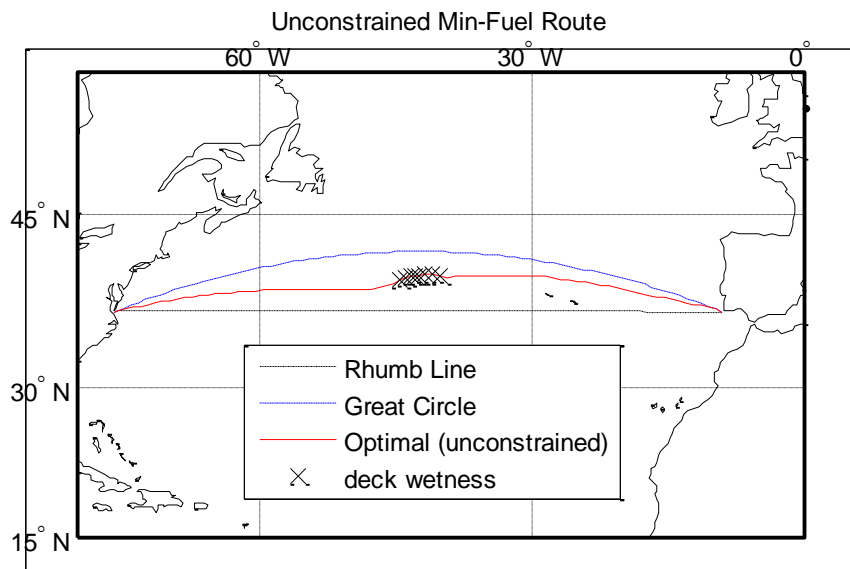 Unconstrained Min-Fuel Route
60° W 30° W 0°
45° N
30° N
15° N
Rhumb Line
Great Circle
Optimal (unconstrained)
deck wetness